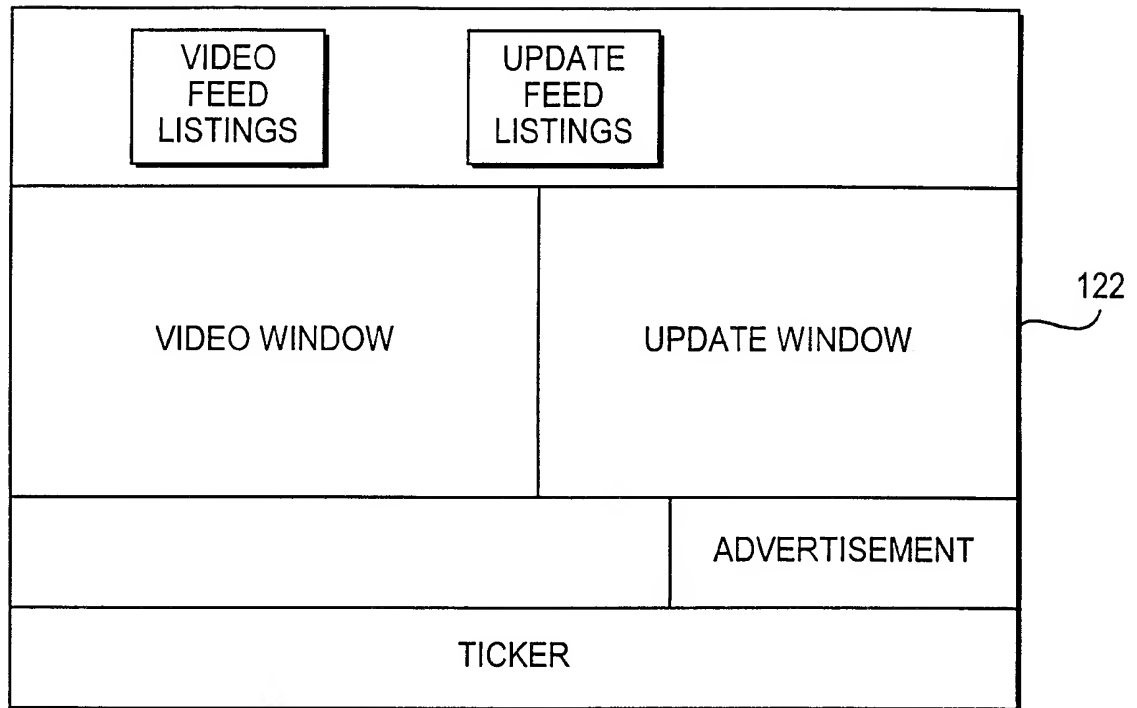 VIDEO
FEED
LISTINGS
UPDATE
FEED
LISTINGS
VIDEO WINDOW
UPDATE WINDOW
122
ADVERTISEMENT
TICKER